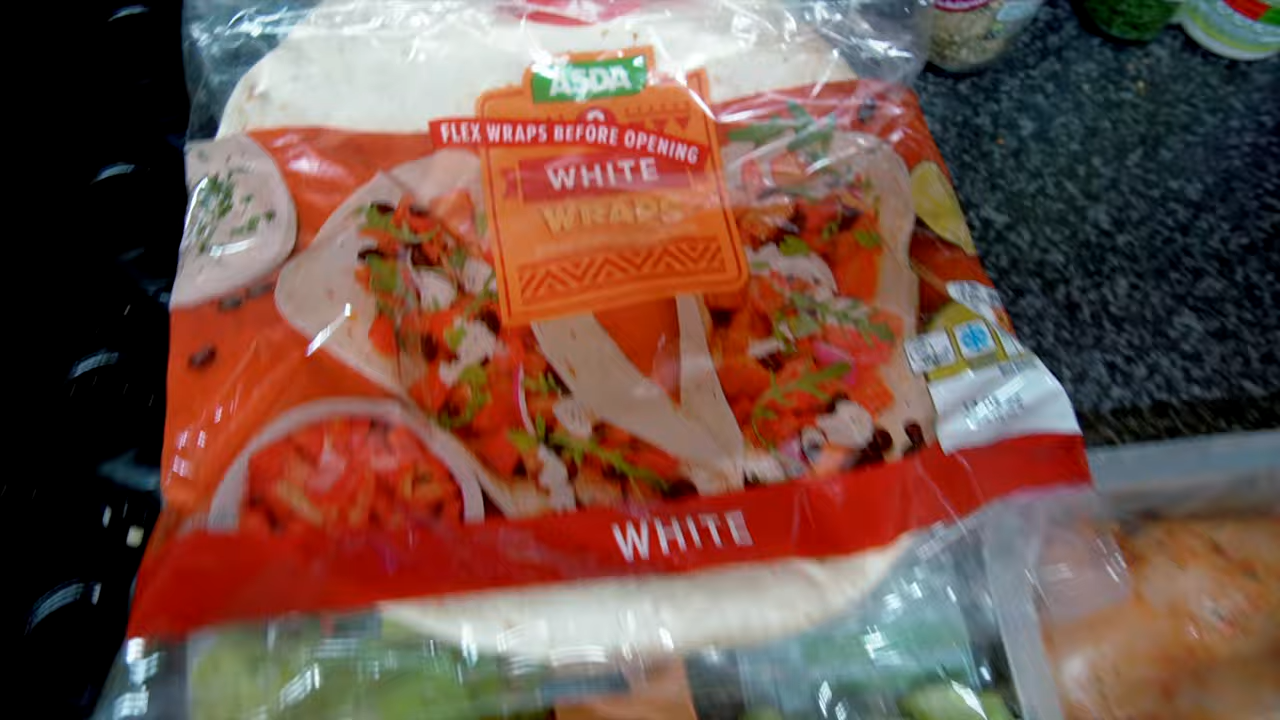 ASDA
FLEX WRAPS BEFORE OPENING
WHITE
WRAPS
WHITE